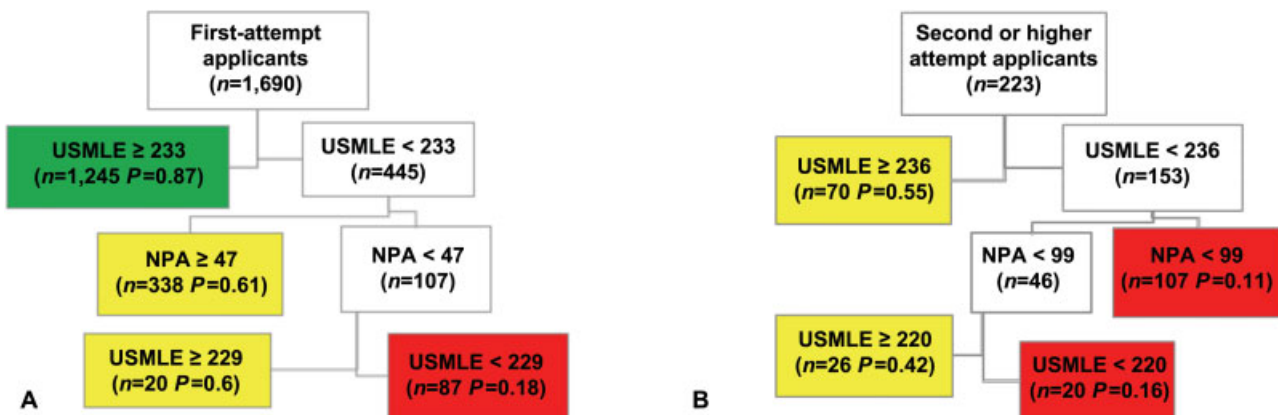 First-attempt
applicants
(n=1,690)
USMLE ≥ 233
(n=1,245 P=0.87)
USMLE < 233
(n=445)
NPA ≥ 47
(n=338 P=0.61)
NPA < 47
(n=107)
USMLE ≥ 229
(n=20 P=0.6)
USMLE < 229
(n=87 P=0.18)
A
Second or higher
attempt applicants
(n=223)
USMLE ≥ 236
(n=70 P=0.55)
USMLE < 236
(n=153)
NPA < 99
(n=46)
NPA < 99
(n=107 P=0.11)
USMLE ≥ 220
(n=26 P=0.42)
USMLE < 220
(n=20 P=0.16)
B